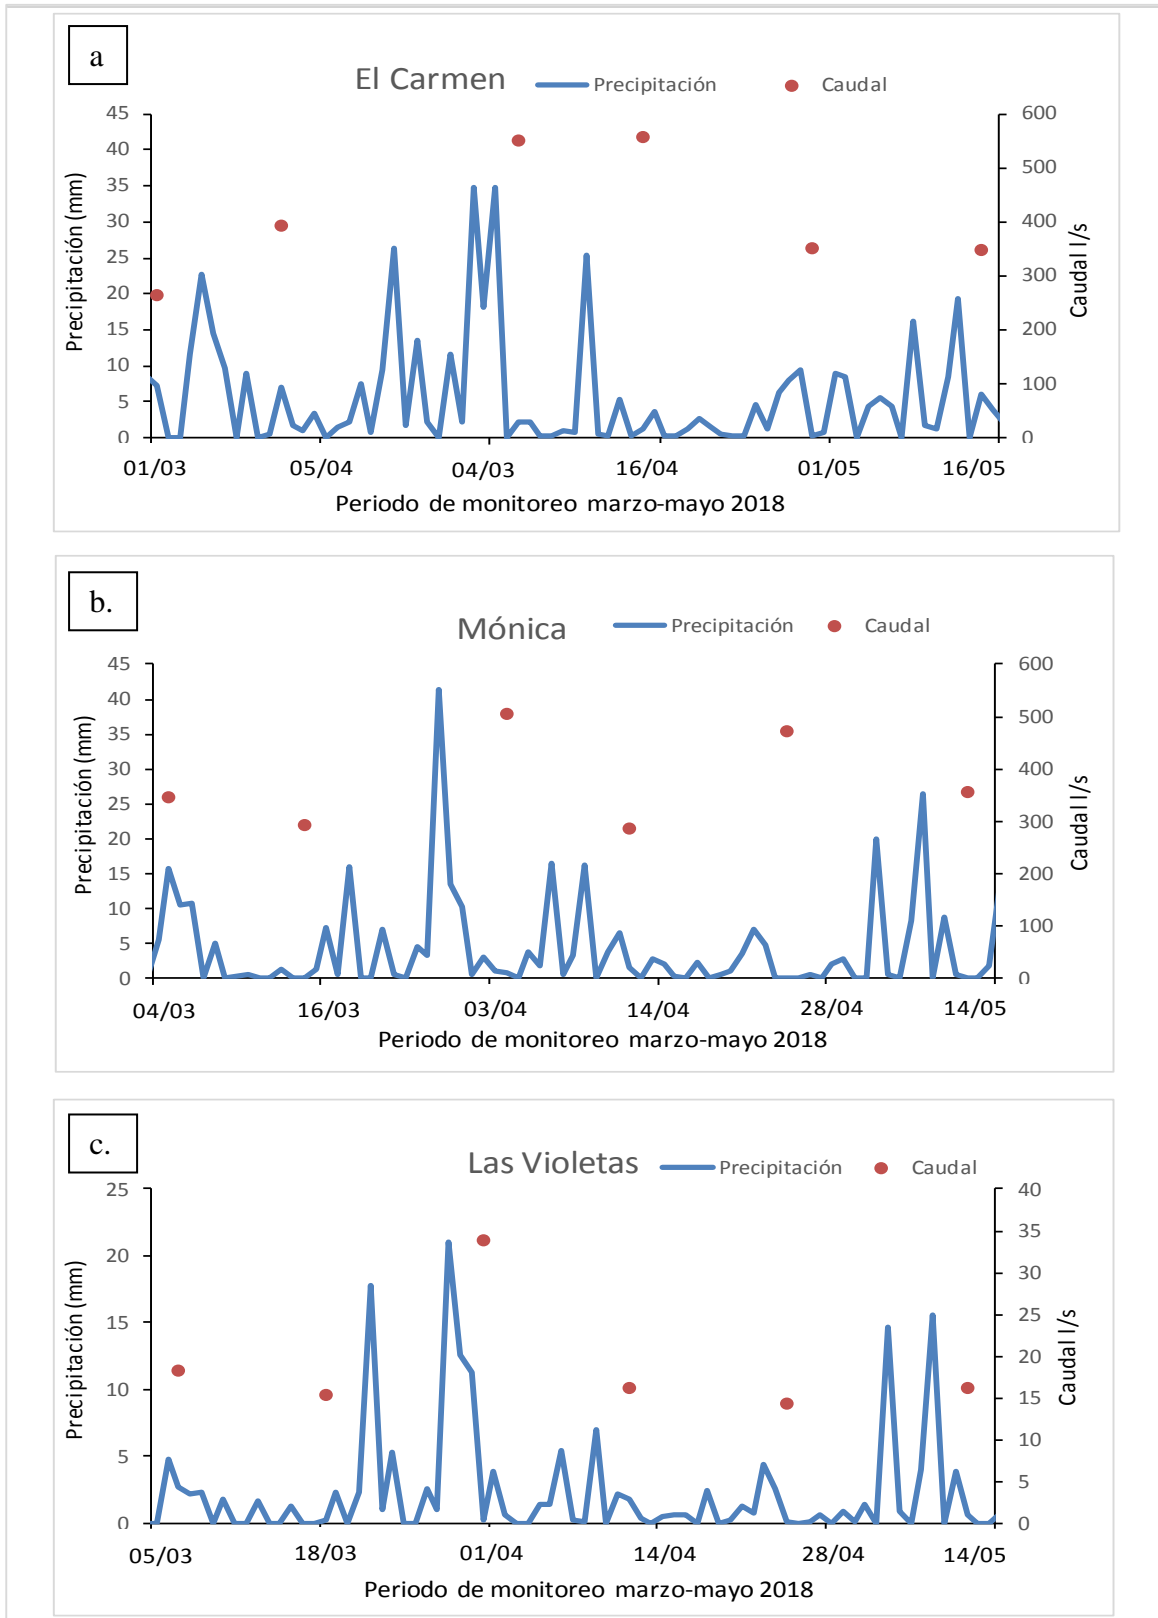 a
El Carmen
Precipitación
Caudal
45
40
35
30
25
20
15
10
5
0
Precipitación (mm)
600
500
400
300
200
100
0
Caudal l/s
01/03 05/04 04/03 16/04 01/05 16/05
Periodo de monitoreo marzo-mayo 2018
b.
Mónica
Precipitación
Caudal
45
40
35
30
25
20
15
10
5
0
Precipitación (mm)
600
500
400
300
200
100
0
Caudal l/s
04/03 16/03 03/04 14/04 28/04 14/05
Periodo de monitoreo marzo-mayo 2018
c.
Las Violetas
Precipitación
Caudal
25
20
15
10
5
0
Precipitación (mm)
40
35
30
25
20
15
10
5
0
Caudal l/s
05/03 18/03 01/04 14/04 28/04 14/05
Periodo de monitoreo marzo-mayo 2018